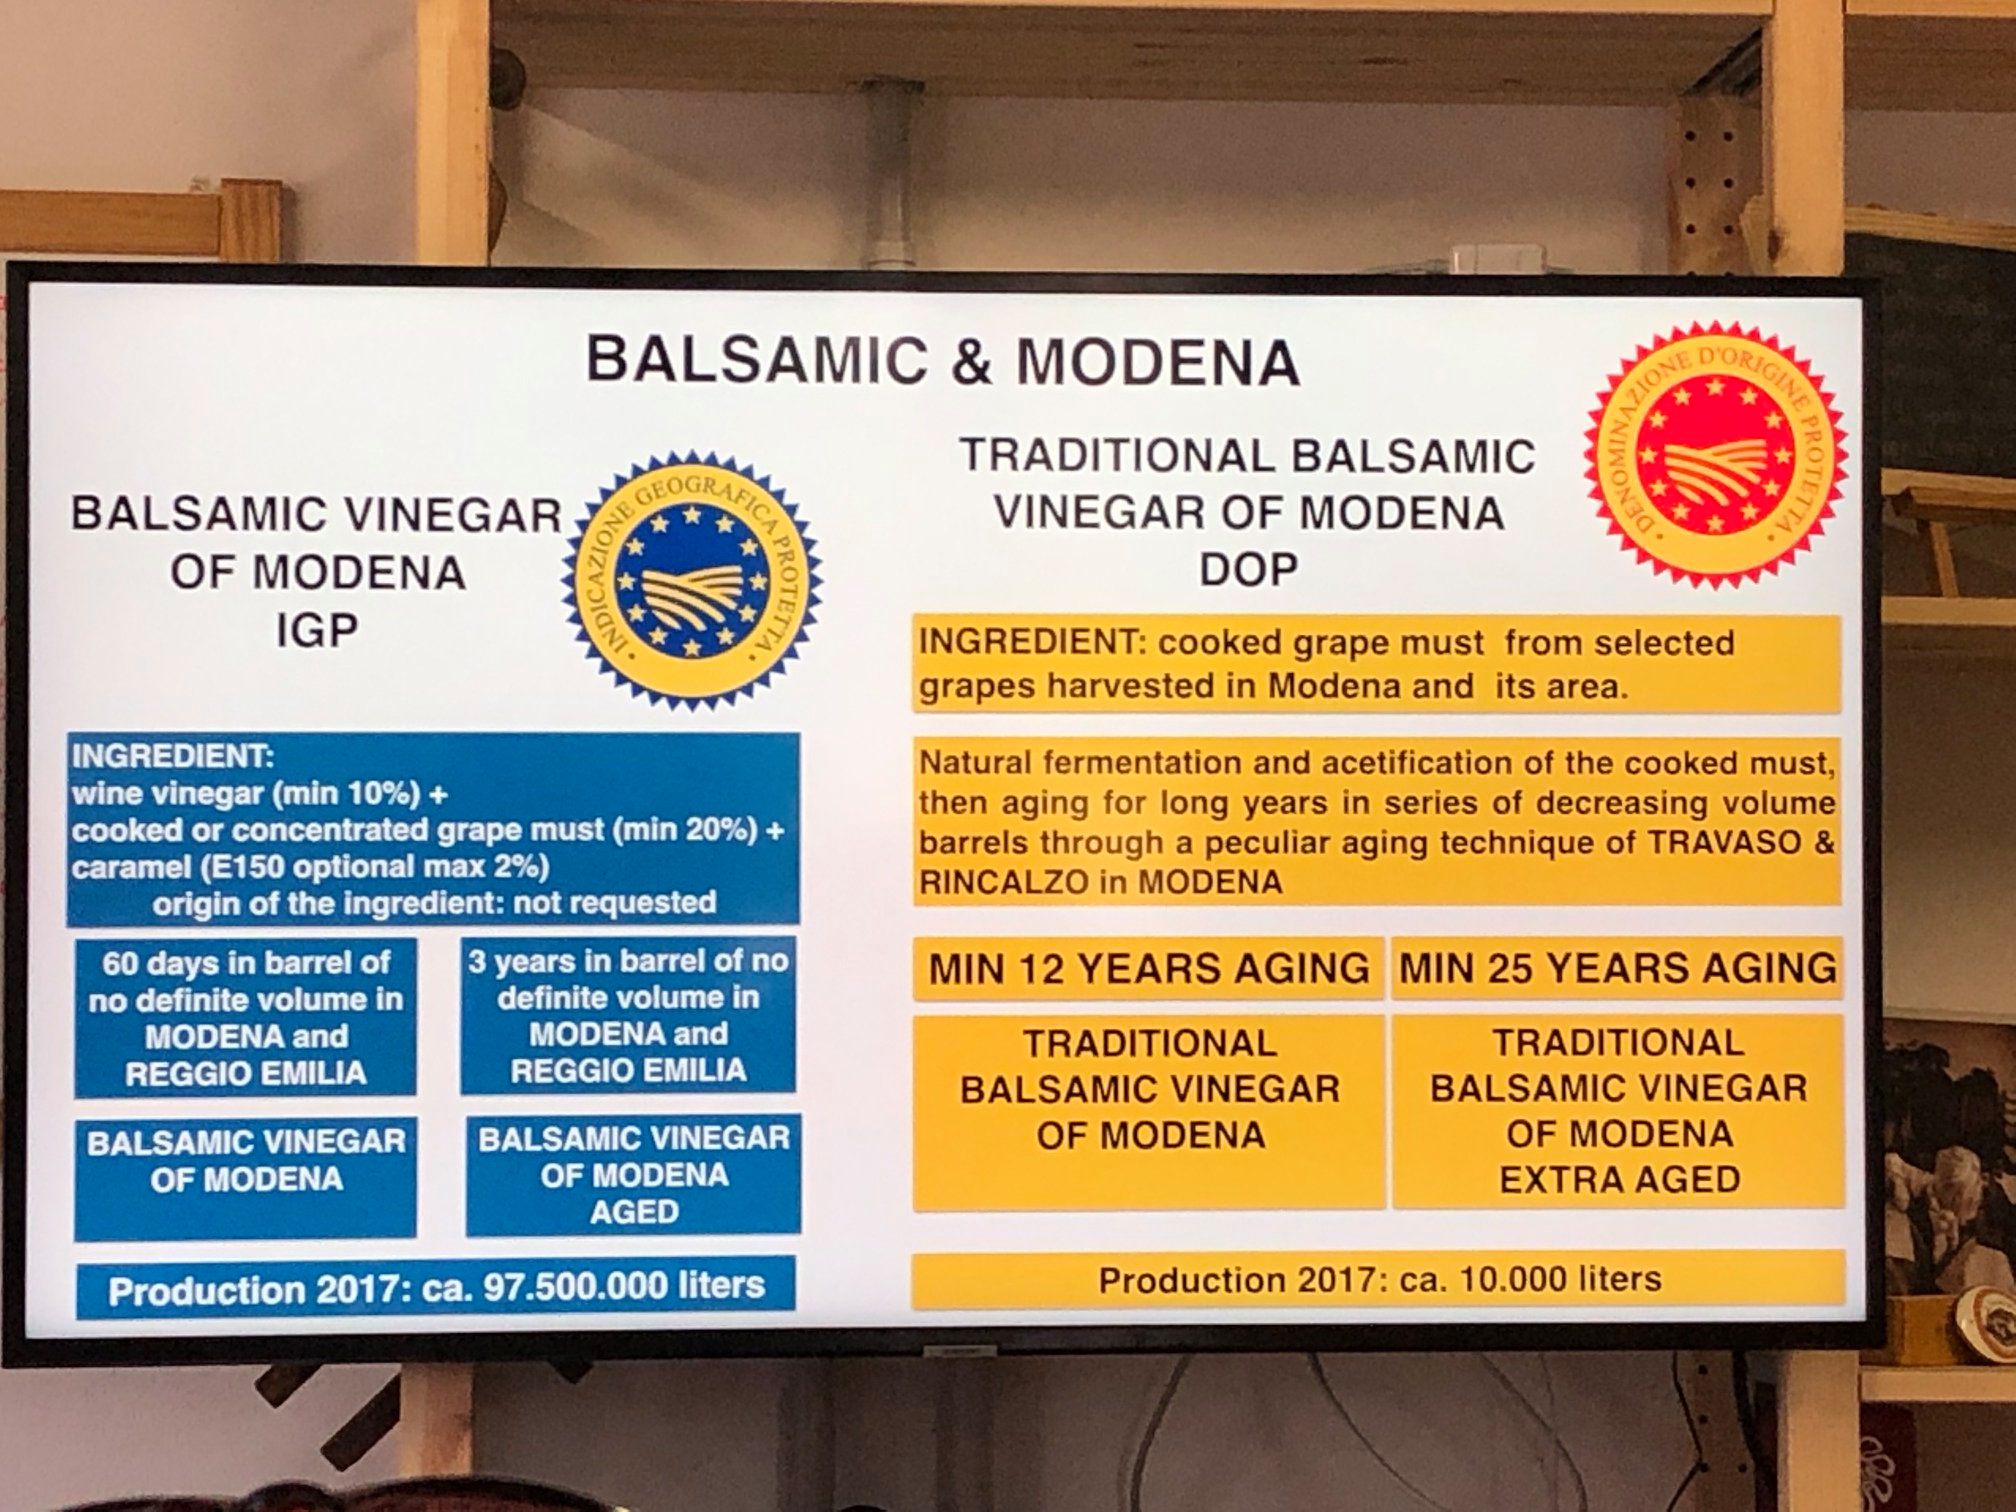 BALSAMIC & MODENA
BALSAMIC VINEGAR
OF MODENA
IGP
INDICAZIONE GEOGRAFICA PROTETTA
INGREDIENT:
wine vinegar (min 10%) +
cooked or concentrated grape must (min 20%) +
caramel (E150 optional max 2%)
origin of the ingredient: not requested
60 days in barrel of
no definite volume in
MODENA and
REGGIO EMILIA
3 years in barrel of no
definite volume in
MODENA and
REGGIO EMILIA
BALSAMIC VINEGAR
OF MODENA
BALSAMIC VINEGAR
OF MODENA
AGED
Production 2017: ca. 97.500.000 liters
TRADITIONAL BALSAMIC
VINEGAR OF MODENA
DOP
DENOMINAZIONE D'ORIGINE PROTETTA
INGREDIENT: cooked grape must from selected
grapes harvested in Modena and its area.
Natural fermentation and acetification of the cooked must,
then aging for long years in series of decreasing volume
barrels through a peculiar aging technique of TRAVASO &
RINCALZO in MODENA
MIN 12 YEARS AGING
MIN 25 YEARS AGING
TRADITIONAL
BALSAMIC VINEGAR
OF MODENA
TRADITIONAL
BALSAMIC VINEGAR
OF MODENA
EXTRA AGED
Production 2017: ca. 10.000 liters